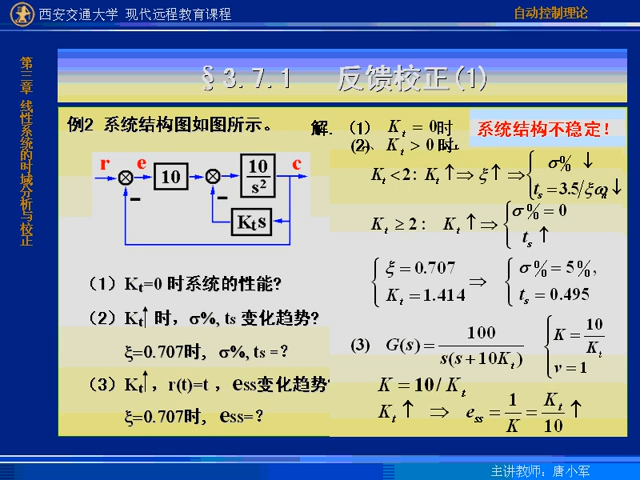 西安交通大学 现代远程教育课程
自动控制理论
第三章 线性系统的时域分析与校正
§3.7.1 反馈校正(1)
例2 系统结构图如图所示。
r e 10 10/s² c
Kₜs
（1）Kₜ=0 时系统的性能?
（2）Kₜ↑ 时，σ%, ts 变化趋势?
ξ=0.707时, σ%, ts =？
（3）Kₜ↑, r(t)=t , ess变化趋势?
ξ=0.707时, ess=？
解. （1） Kₜ = 0时 系统结构不稳定！
(2)、 Kₜ > 0 时.
Kₜ<2: Kₜ ↑⇒ ξ↑ ⇒ { σ% ↓
tₛ = 3.5/ξωₙ↓
Kₜ ≥ 2: Kₜ ↑⇒ { σ% = 0
tₛ ↑
{ ξ = 0.707 ⇒ { σ% = 5%,
Kₜ = 1.414 tₛ = 0.495
(3) G(s) = 100/(s(s+10Kₜ)) { K = 10/Kₜ
v = 1
K = 10/Kₜ
Kₜ ↑ ⇒ eₛₛ = 1/K = Kₜ/10 ↑
主讲教师：唐小军